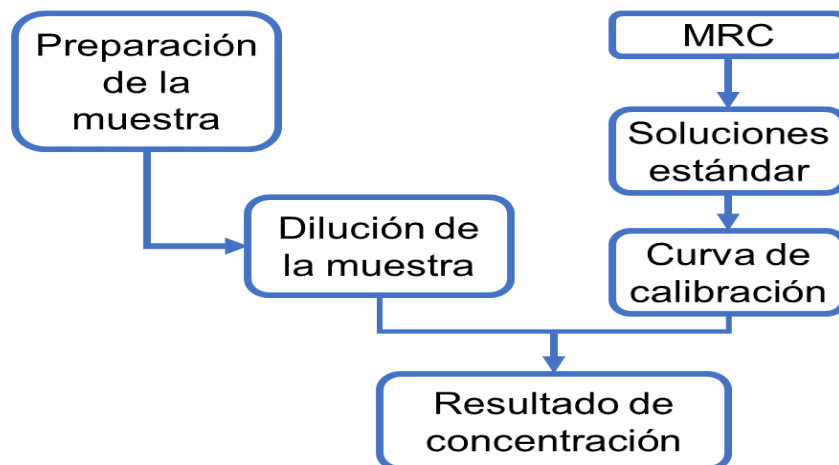 Preparación
de la
muestra
MRC
Soluciones
estándar
Dilución de
la muestra
Curva de
calibración
Resultado de
concentración